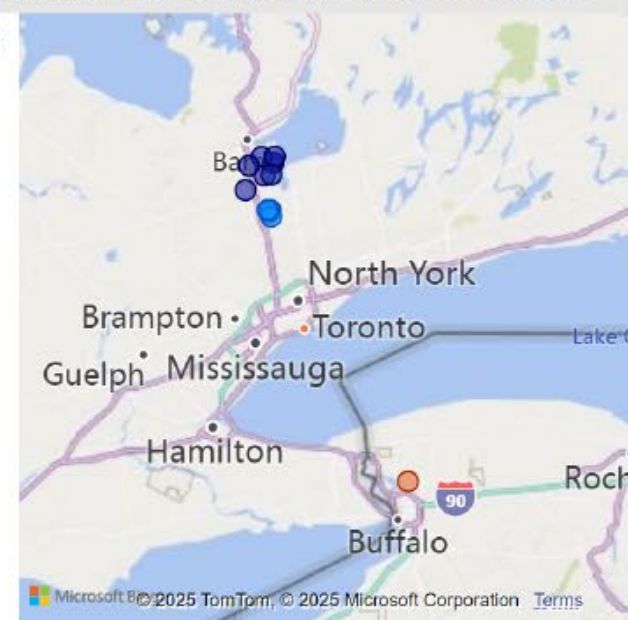 Ba
North York
Brampton
Toronto
Lake
Guelph
Mississauga
Hamilton
Roch
90
Buffalo
Microsoft B
© 2025 TomTom, © 2025 Microsoft Corporation Terms